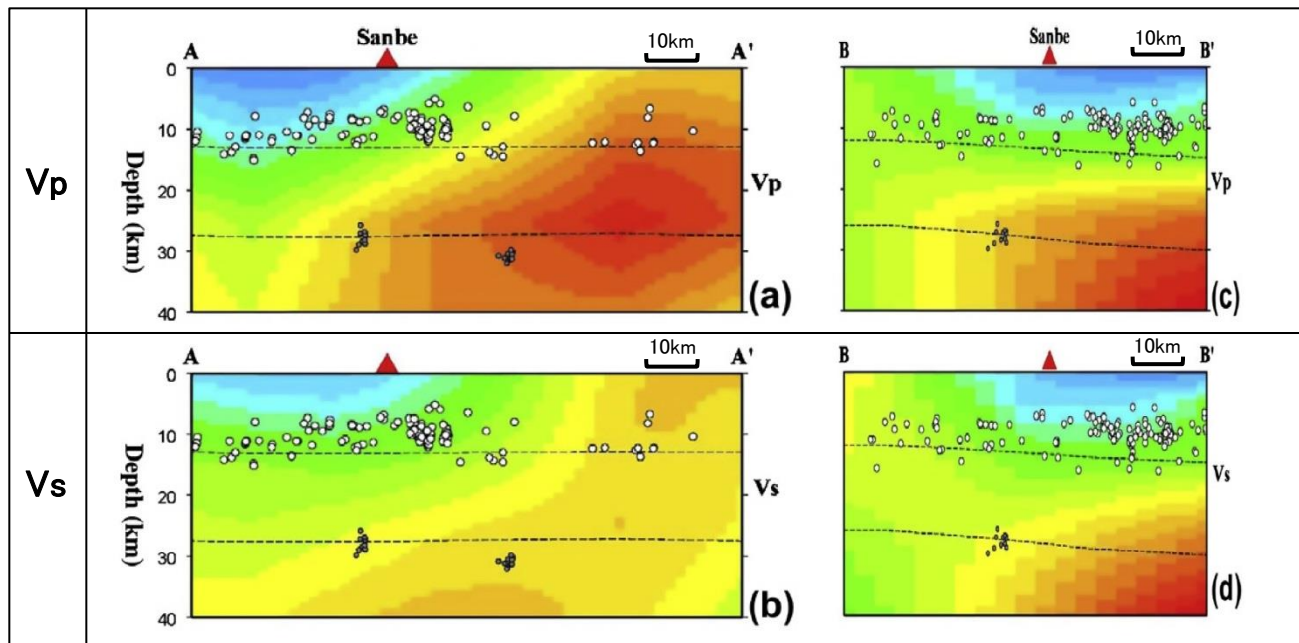 Vp
A
Sanbe
10km
A'
0
10
20
30
40
Depth (km)
Vp
(a)
B
Sanbe
10km
B'
Vp
(c)
Vs
A
10km
A'
0
10
20
30
40
Depth (km)
Vs
(b)
B
10km
B'
Vs
(d)